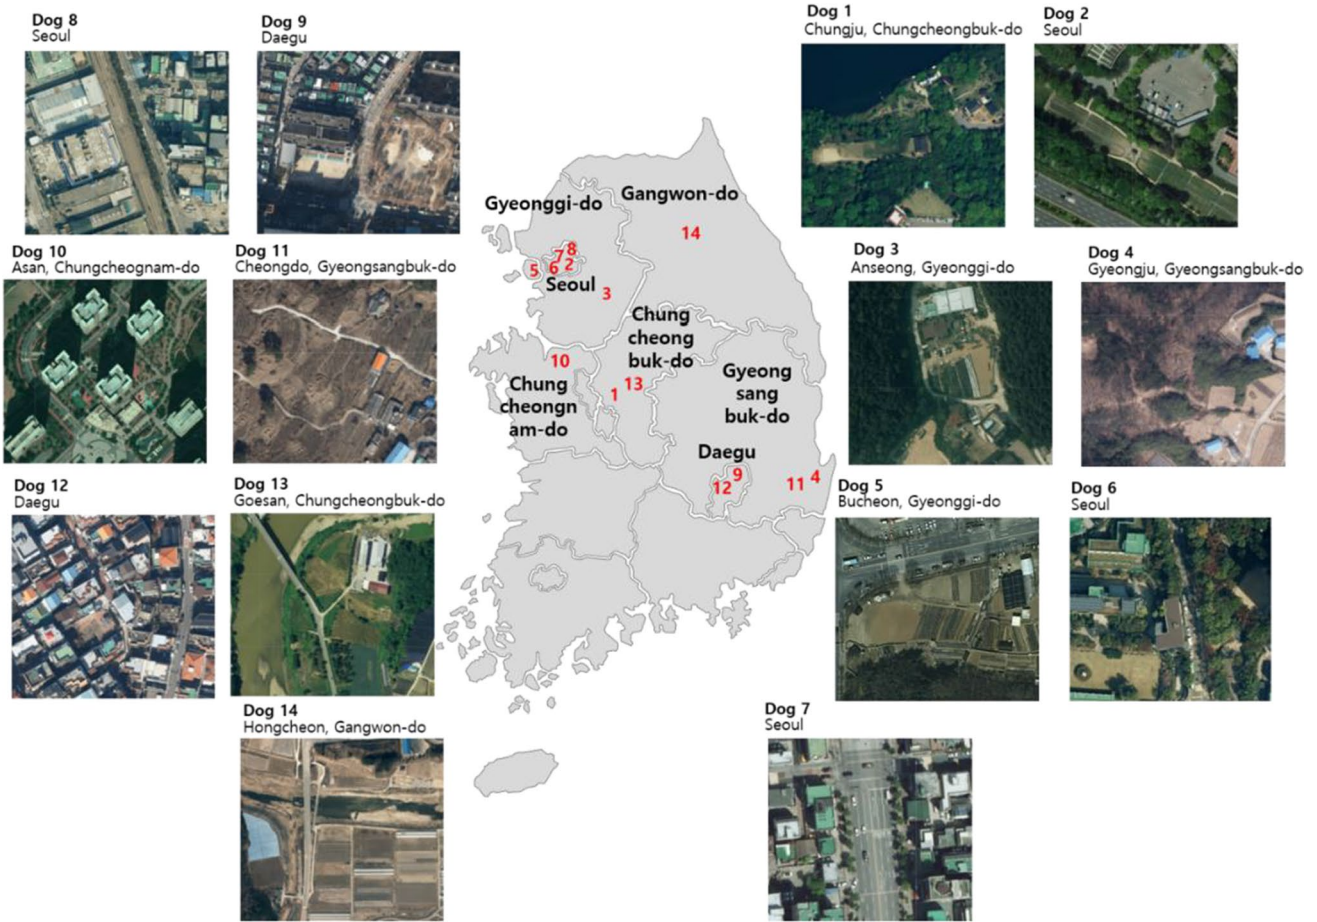 Dog 8
Seoul
Dog 9
Daegu
Dog 1
Chungju, Chungcheongbuk-do
Dog 2
Seoul
Dog 10
Asan, Chungcheognam-do
Dog 11
Cheongdo, Gyeongsangbuk-do
Gyeonggi-do
Gangwon-do
14
8
7
5
6
2
Seoul
3
Chung
cheong
buk-do
10
Chung
cheongn
am-do
1
13
Gyeong
sang
buk-do
Daegu
9
12
11
4
Dog 3
Anseong, Gyeonggi-do
Dog 4
Gyeongju, Gyeongsangbuk-do
Dog 12
Daegu
Dog 13
Goesan, Chungcheongbuk-do
Dog 5
Bucheon, Gyeonggi-do
Dog 6
Seoul
Dog 14
Hongcheon, Gangwon-do
Dog 7
Seoul